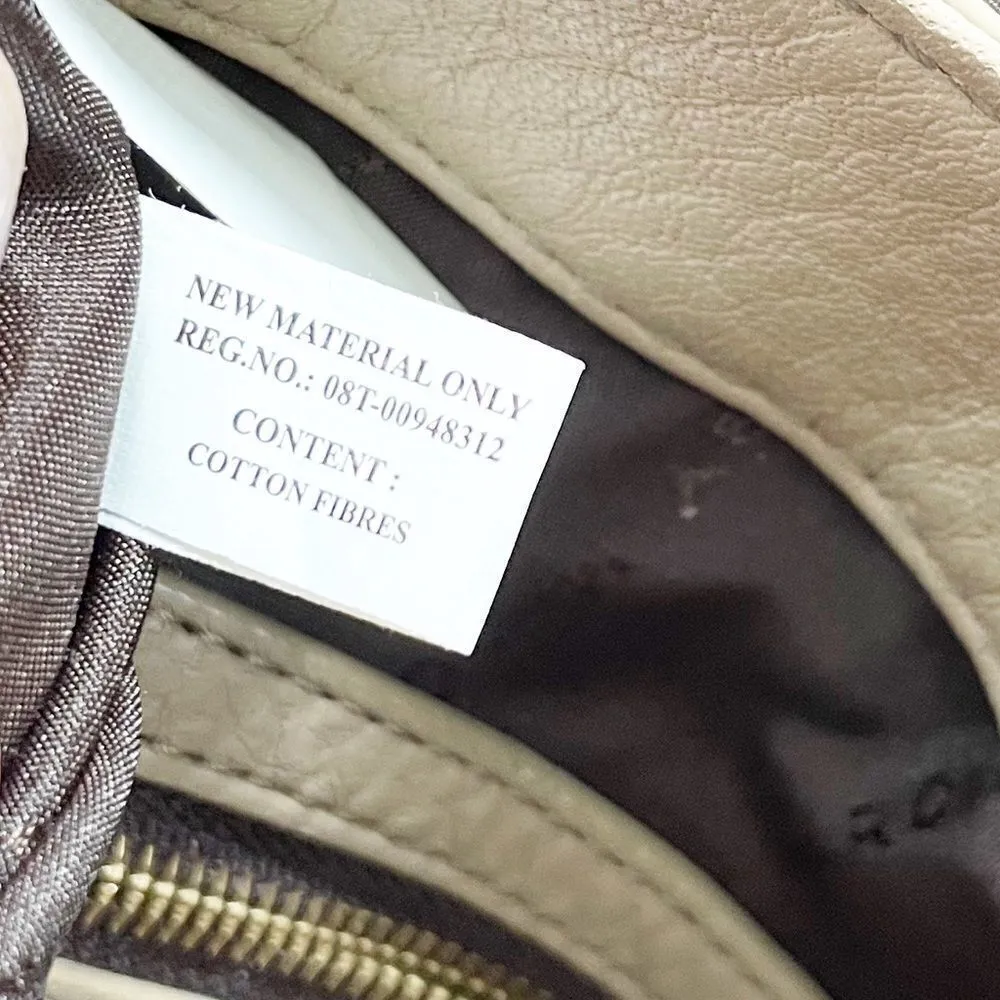 NEW MATERIAL ONLY
REG.NO.: 08T-00948312
CONTENT :
COTTON FIBRES